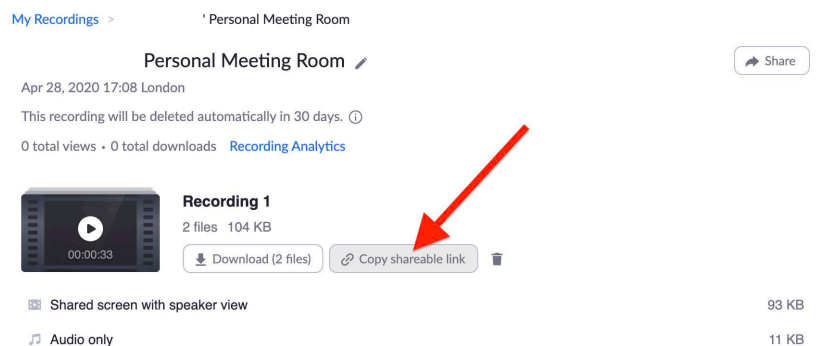 My Recordings > ' Personal Meeting Room
Personal Meeting Room
Share
Apr 28, 2020 17:08 London
This recording will be deleted automatically in 30 days.
0 total views • 0 total downloads Recording Analytics
Recording 1
2 files 104 KB
00:00:33
Download (2 files) Copy shareable link
Shared screen with speaker view 93 KB
Audio only 11 KB